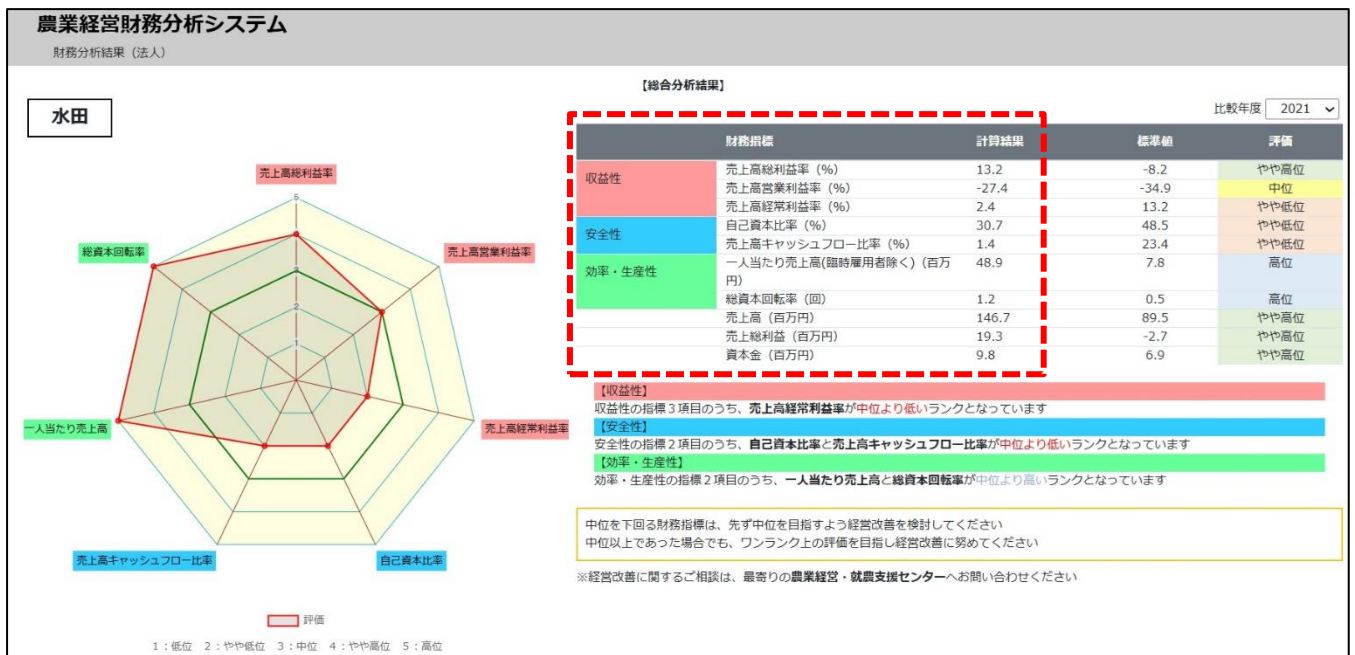 農業経営財務分析システム
財務分析結果（法人）
【総合分析結果】
水田
比較年度 2021
財務指標 計算結果 標準値 評価
収益性 売上高総利益率（%） 13.2 -8.2 やや高位
売上高営業利益率（%） -27.4 -34.9 中位
売上高経常利益率（%） 2.4 13.2 やや低位
安全性 自己資本比率（%） 30.7 48.5 やや低位
売上高キャッシュフロー比率（%） 1.4 23.4 やや低位
効率・生産性 一人当たり売上高(臨時雇用者除く)（百万 48.9 7.8 高位
円）
総資本回転率（回） 1.2 0.5 高位
売上高（百万円） 146.7 89.5 やや高位
売上総利益（百万円） 19.3 -2.7 やや高位
資本金（百万円） 9.8 6.9 やや高位
売上高総利益率
5
総資本回転率
売上高営業利益率
3
2
1
一人当たり売上高
売上高経常利益率
売上高キャッシュフロー比率
自己資本比率
評価
1：低位 2：やや低位 3：中位 4：やや高位 5：高位
【収益性】
収益性の指標３項目のうち、売上高経常利益率が中位より低いランクとなっています
【安全性】
安全性の指標２項目のうち、自己資本比率と売上高キャッシュフロー比率が中位より低いランクとなっています
【効率・生産性】
効率・生産性の指標２項目のうち、一人当たり売上高と総資本回転率が中位より高いランクとなっています
中位を下回る財務指標は、先ず中位を目指すよう経営改善を検討してください
中位以上であった場合でも、ワンランク上の評価を目指し経営改善に努めてください
※経営改善に関するご相談は、最寄りの農業経営・就農支援センターへお問い合わせください